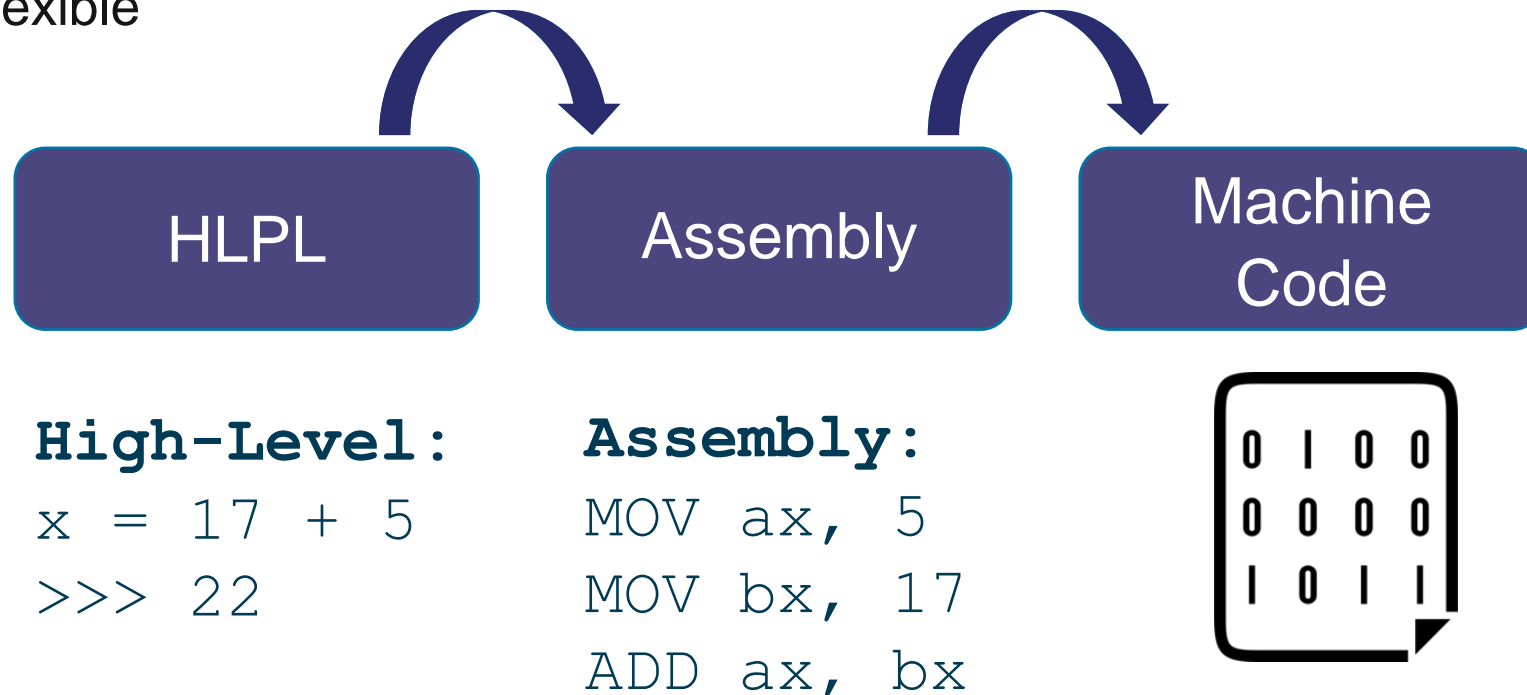 exible
HLPL
Assembly
Machine
Code
High-Level:
x = 17 + 5
>>> 22
Assembly:
MOV ax, 5
MOV bx, 17
ADD ax, bx
0 1 0 0
0 0 0 0
1 0 1 1